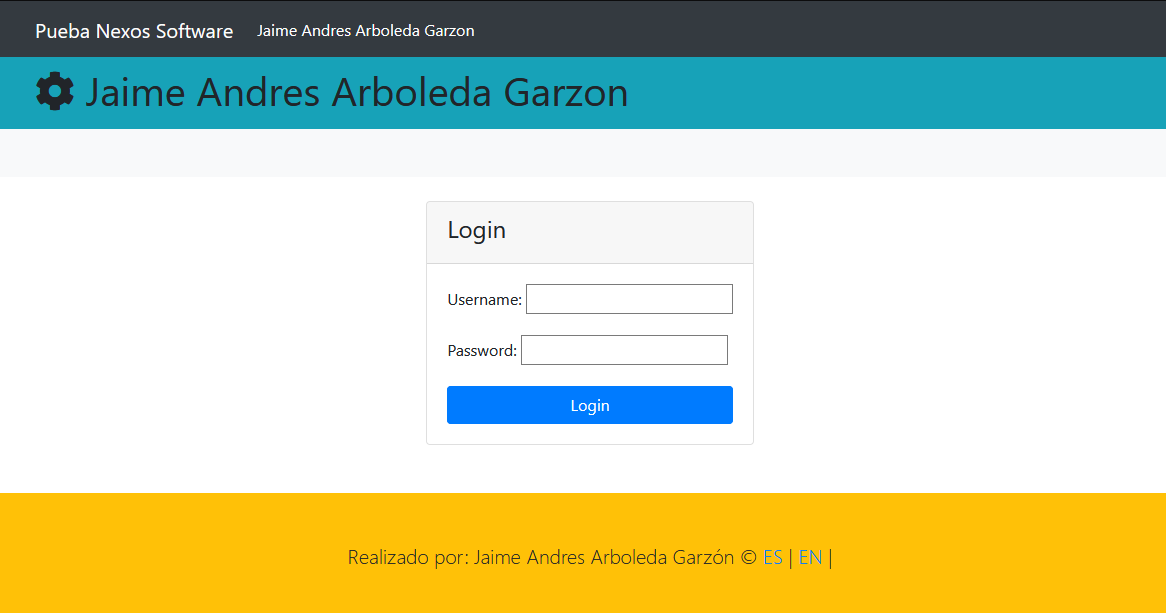 Pueba Nexos Software Jaime Andres Arboleda Garzon
Jaime Andres Arboleda Garzon
Login
Username:
Password:
Login
Realizado por: Jaime Andres Arboleda Garzón © ES | EN |